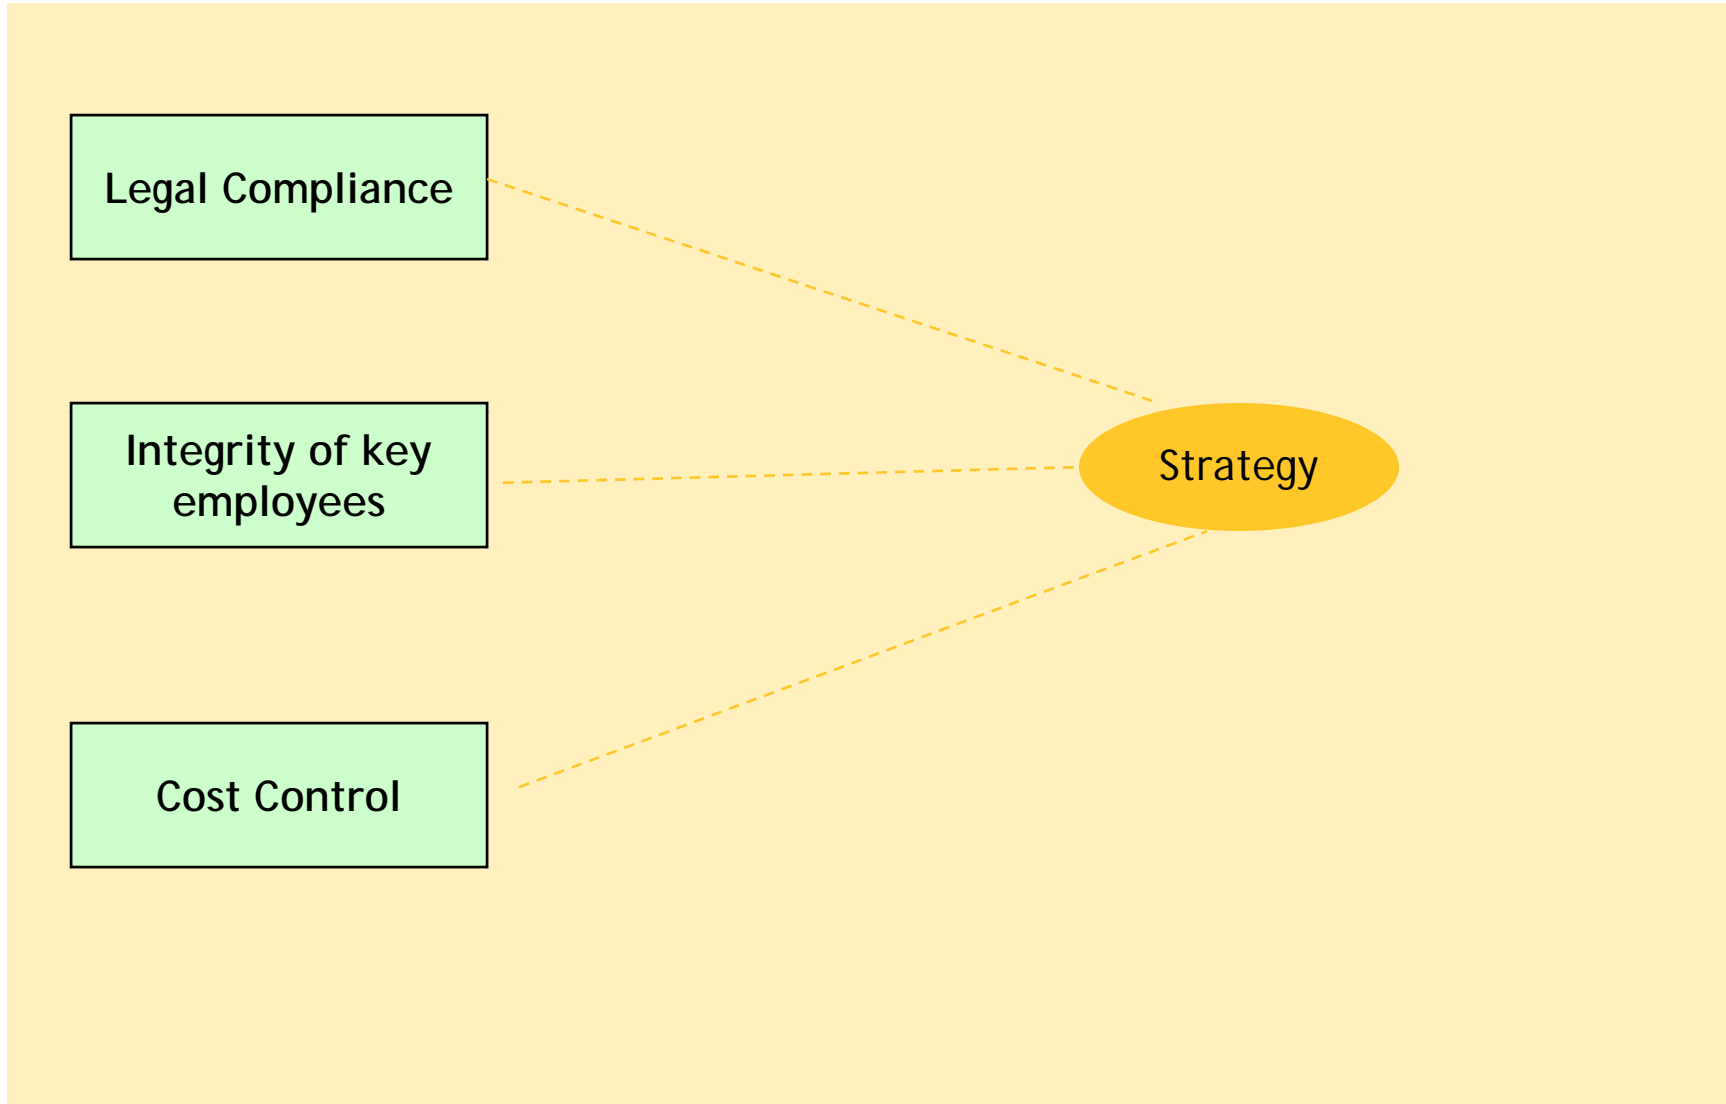 Legal Compliance
Integrity of key
employees
Strategy
Cost Control